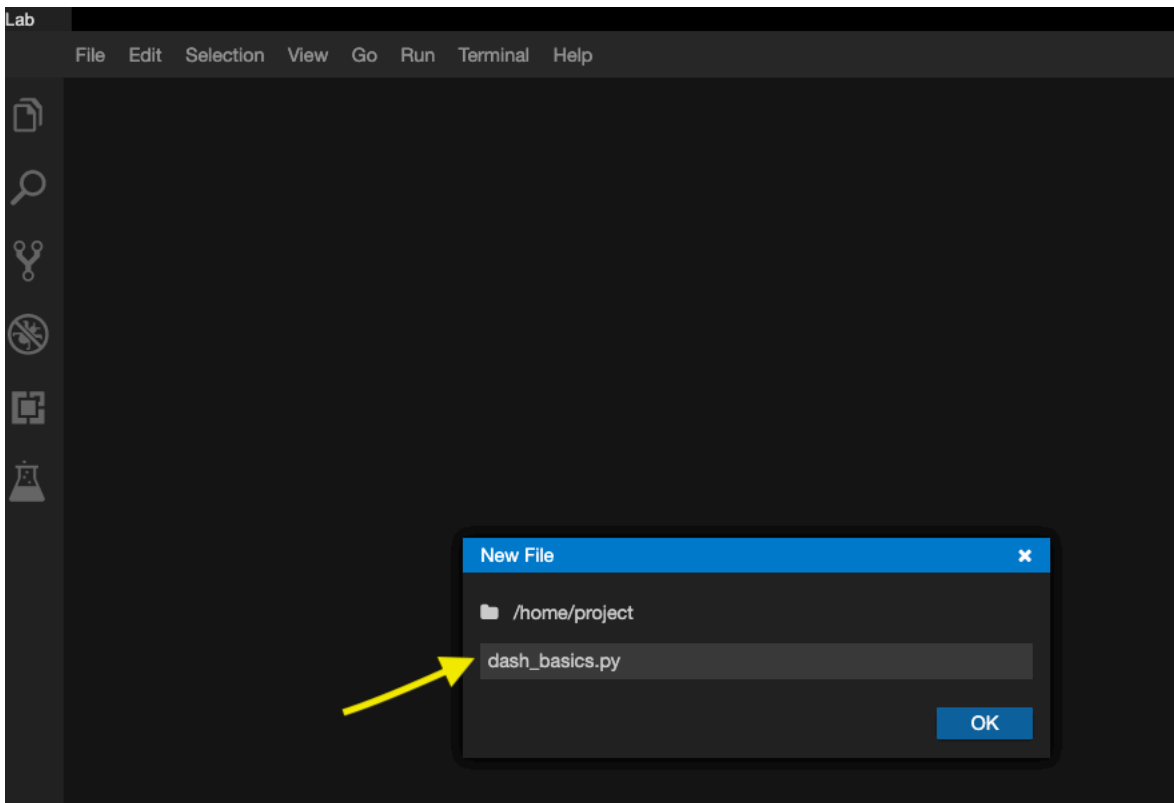 Lab
File Edit Selection View Go Run Terminal Help
New File
/home/project
dash_basics.py
OK